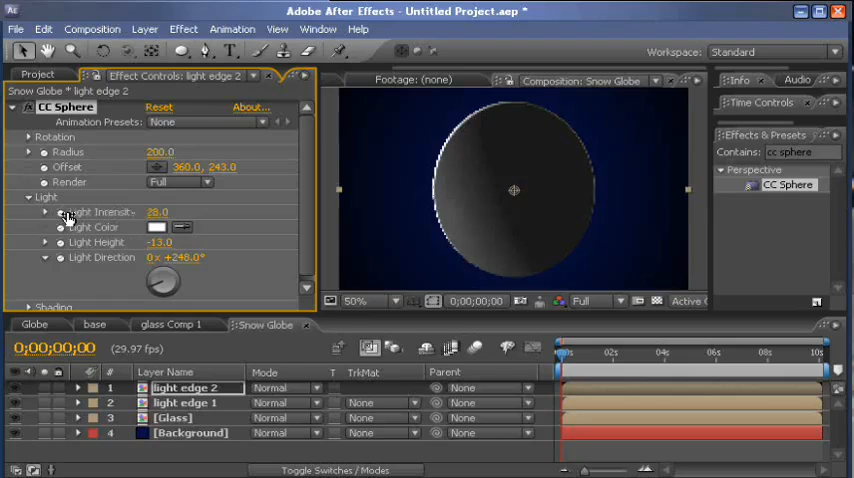 Ae Adobe After Effects - Untitled Project.aep *
File Edit Composition Layer Effect Animation View Window Help
Workspace: Standard
Project Effect Controls: light edge 2
Footage: (none) Composition: Snow Globe
Info Audio
Snow Globe * light edge 2
Time Controls
fx CC Sphere Reset About...
Animation Presets: None
Effects & Presets
Rotation
Contains: cc sphere
Radius 200.0
Perspective
Offset 360.0, 243.0
CC Sphere
Render Full
Light
Light Intensity 28.0
Light Color
Light Height -13.0
Light Direction 0 x +248.0°
Shading
50% 0;00;00;00 Full Active
Globe base glass Comp 1 Snow Globe
0;00;00;00 (29.97 fps)
02s 04s 06s 08s 10s
# Layer Name Mode T TrkMat Parent
1 light edge 2 Normal None
2 light edge 1 Normal None None
3 [Glass] Normal None None
4 [Background] Normal None None
Toggle Switches / Modes